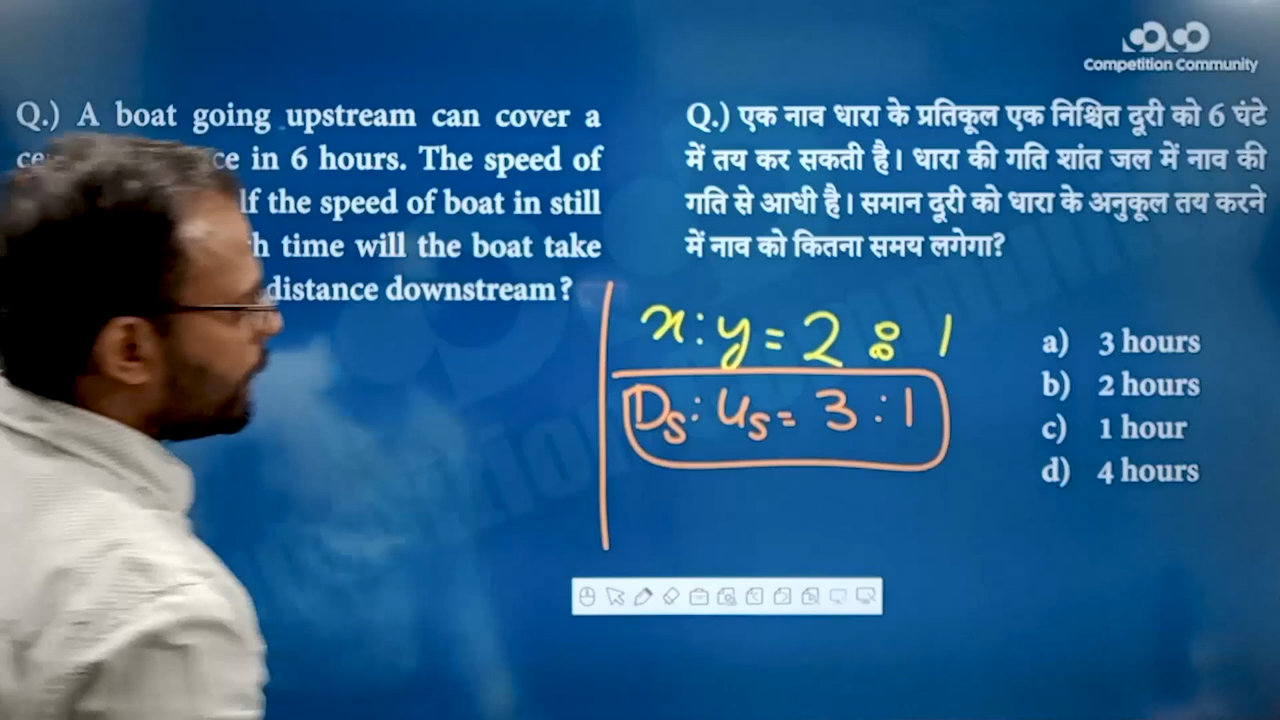 Competition Community
Q.) A boat going upstream can cover a
ce in 6 hours. The speed of
lf the speed of boat in still
h time will the boat take
distance downstream?
Q.) एक नाव धारा के प्रतिकूल एक निश्चित दूरी को 6 घंटे
में तय कर सकती है। धारा की गति शांत जल में नाव की
गति से आधी है। समान दूरी को धारा के अनुकूल तय करने
में नाव को कितना समय लगेगा?
x:y = 2 : 1
Ds : Us = 3 : 1
a) 3 hours
b) 2 hours
c) 1 hour
d) 4 hours